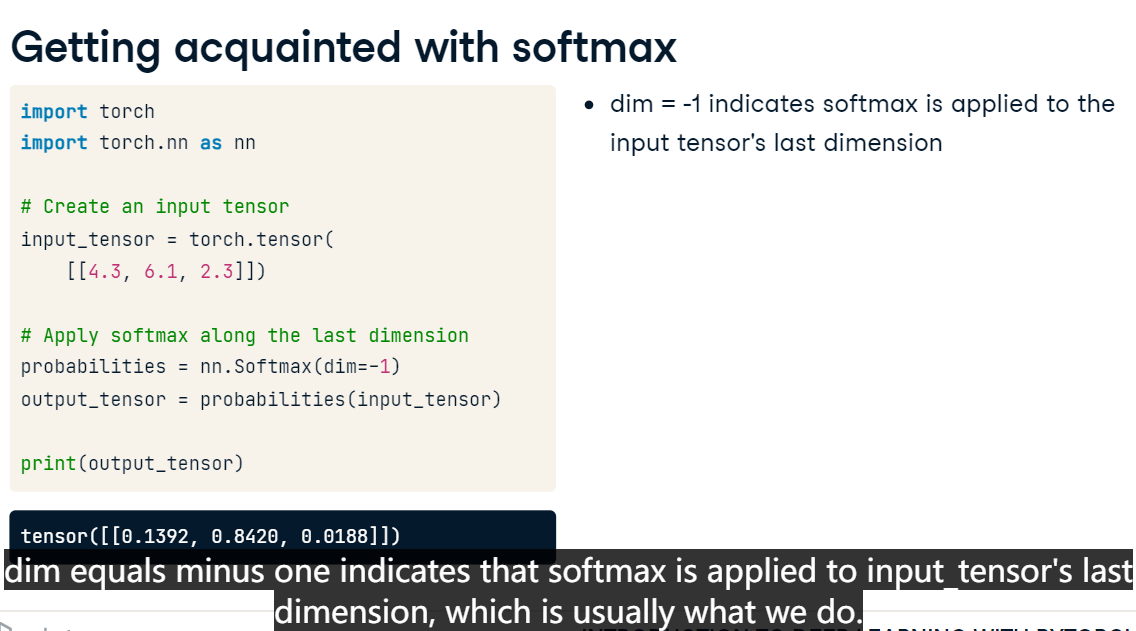 Getting acquainted with softmax
import torch
import torch.nn as nn
# Create an input tensor
input_tensor = torch.tensor(
[[4.3, 6.1, 2.3]])
# Apply softmax along the last dimension
probabilities = nn.Softmax(dim=-1)
output_tensor = probabilities(input_tensor)
print(output_tensor)
tensor([[0.1392, 0.8420, 0.0188]])
• dim = -1 indicates softmax is applied to the
input tensor's last dimension
dim equals minus one indicates that softmax is applied to input_tensor's last
dimension, which is usually what we do.